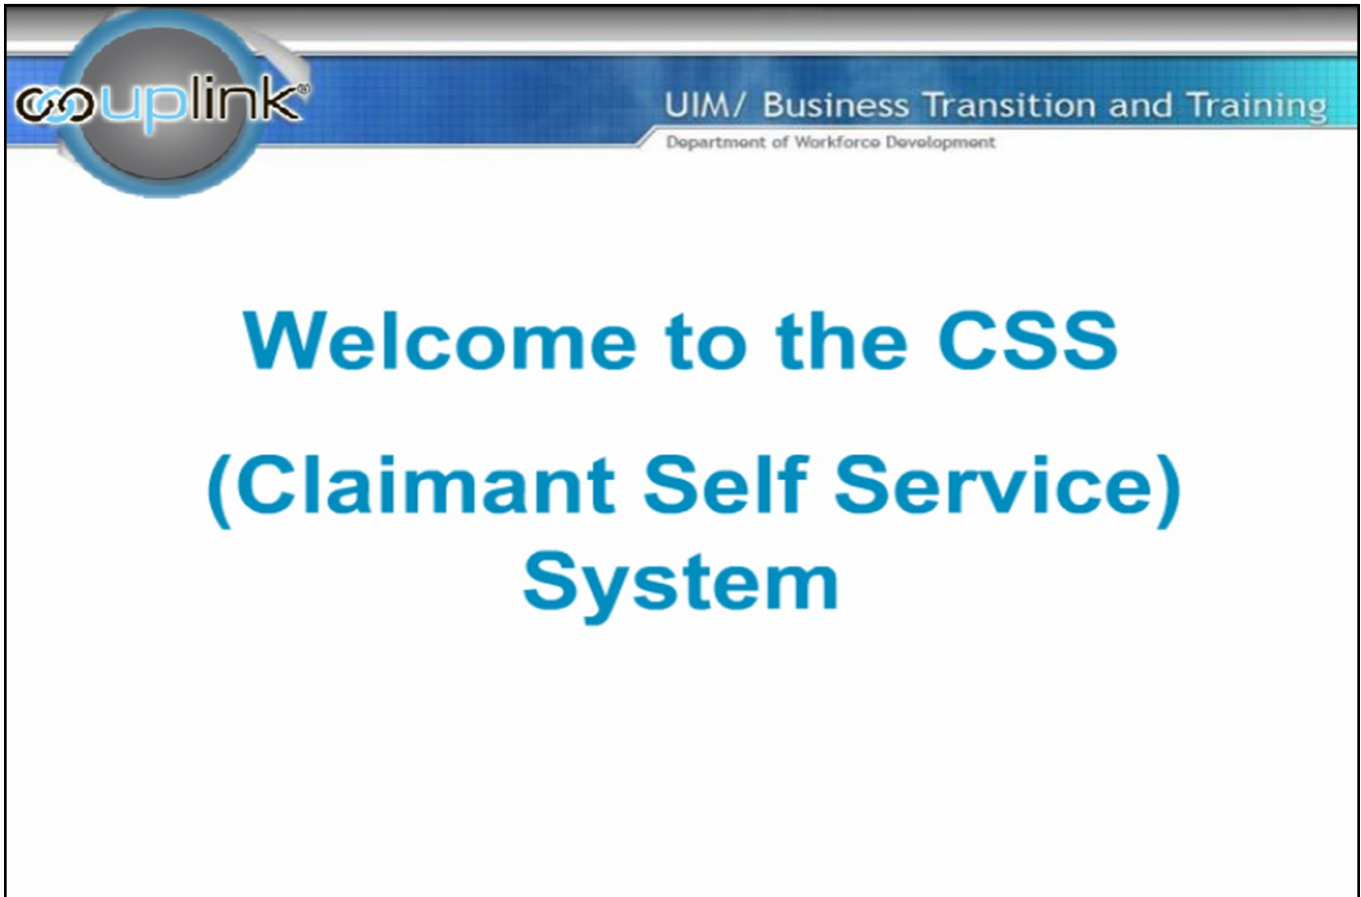 uplink®
UIM/ Business Transition and Training
Department of Workforce Development
Welcome to the CSS
(Claimant Self Service)
System